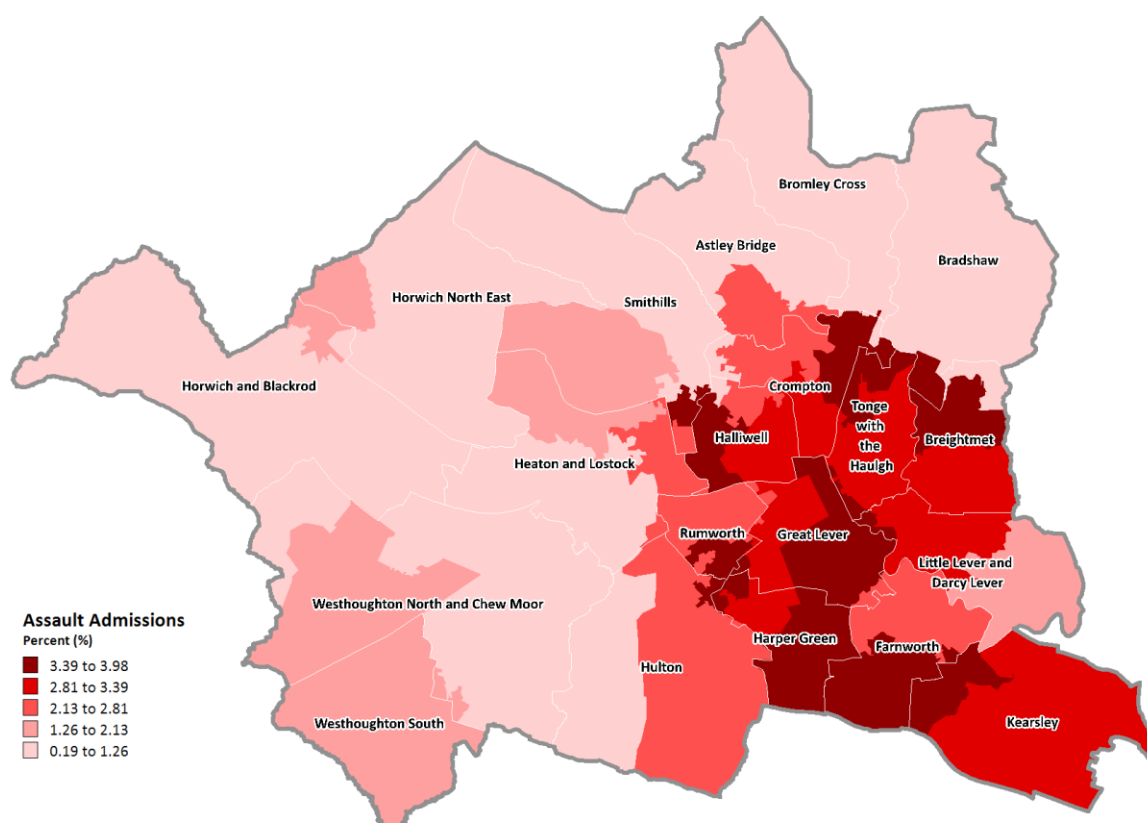 Bromley Cross
Astley Bridge
Bradshaw
Horwich North East
Smithills
Horwich and Blackrod
Crompton
Tonge
with
the
Haulgh
Halliwell
Breightmet
Heaton and Lostock
Rumworth
Great Lever
Little Lever and
Darcy Lever
Westhoughton North and Chew Moor
Harper Green
Farnworth
Hulton
Westhoughton South
Kearsley
Assault Admissions
Percent (%)
3.39 to 3.98
2.81 to 3.39
2.13 to 2.81
1.26 to 2.13
0.19 to 1.26